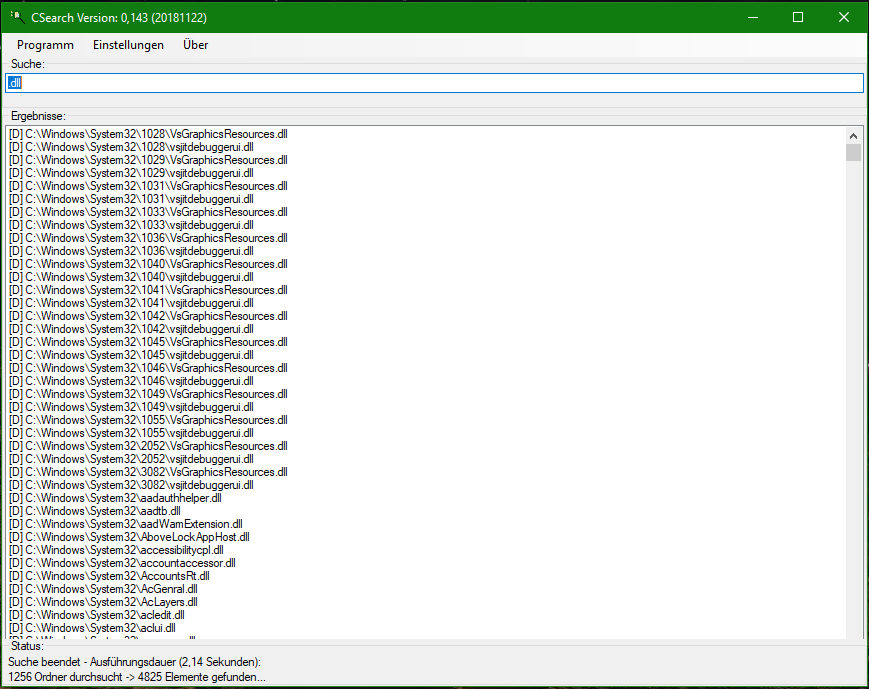 CSearch Version: 0,143 (20181122)
Programm Einstellungen Über
Suche:
.dll
Ergebnisse:
[D] C:\Windows\System32\1028\VsGraphicsResources.dll
[D] C:\Windows\System32\1028\vsjitdebuggerui.dll
[D] C:\Windows\System32\1029\VsGraphicsResources.dll
[D] C:\Windows\System32\1029\vsjitdebuggerui.dll
[D] C:\Windows\System32\1031\VsGraphicsResources.dll
[D] C:\Windows\System32\1031\vsjitdebuggerui.dll
[D] C:\Windows\System32\1033\VsGraphicsResources.dll
[D] C:\Windows\System32\1033\vsjitdebuggerui.dll
[D] C:\Windows\System32\1036\VsGraphicsResources.dll
[D] C:\Windows\System32\1036\vsjitdebuggerui.dll
[D] C:\Windows\System32\1040\VsGraphicsResources.dll
[D] C:\Windows\System32\1040\vsjitdebuggerui.dll
[D] C:\Windows\System32\1041\VsGraphicsResources.dll
[D] C:\Windows\System32\1041\vsjitdebuggerui.dll
[D] C:\Windows\System32\1042\VsGraphicsResources.dll
[D] C:\Windows\System32\1042\vsjitdebuggerui.dll
[D] C:\Windows\System32\1045\VsGraphicsResources.dll
[D] C:\Windows\System32\1045\vsjitdebuggerui.dll
[D] C:\Windows\System32\1046\VsGraphicsResources.dll
[D] C:\Windows\System32\1046\vsjitdebuggerui.dll
[D] C:\Windows\System32\1049\VsGraphicsResources.dll
[D] C:\Windows\System32\1049\vsjitdebuggerui.dll
[D] C:\Windows\System32\1055\VsGraphicsResources.dll
[D] C:\Windows\System32\1055\vsjitdebuggerui.dll
[D] C:\Windows\System32\2052\VsGraphicsResources.dll
[D] C:\Windows\System32\2052\vsjitdebuggerui.dll
[D] C:\Windows\System32\3082\VsGraphicsResources.dll
[D] C:\Windows\System32\3082\vsjitdebuggerui.dll
[D] C:\Windows\System32\aadauthhelper.dll
[D] C:\Windows\System32\aadtb.dll
[D] C:\Windows\System32\aadWamExtension.dll
[D] C:\Windows\System32\AboveLockAppHost.dll
[D] C:\Windows\System32\accessibilitycpl.dll
[D] C:\Windows\System32\accountaccessor.dll
[D] C:\Windows\System32\AccountsRt.dll
[D] C:\Windows\System32\AcGenral.dll
[D] C:\Windows\System32\AcLayers.dll
[D] C:\Windows\System32\acledit.dll
[D] C:\Windows\System32\aclui.dll
Status:
Suche beendet - Ausführungsdauer (2,14 Sekunden):
1256 Ordner durchsucht -> 4825 Elemente gefunden...